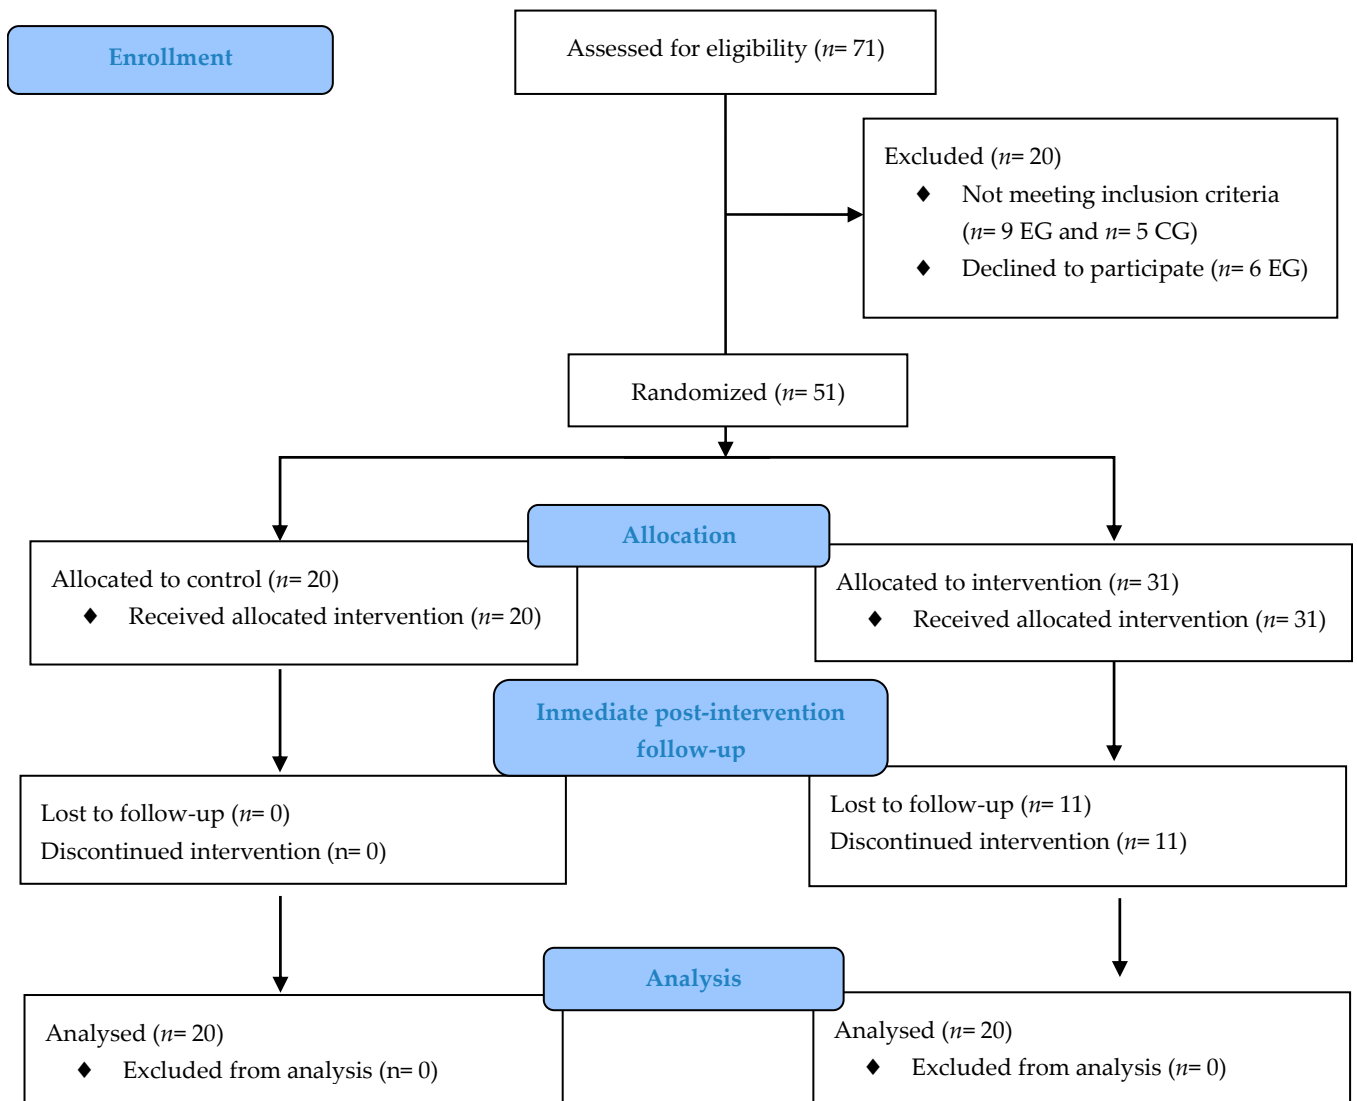 Enrollment
Assessed for eligibility (n= 71)
Excluded (n= 20)
♦ Not meeting inclusion criteria
(n= 9 EG and n= 5 CG)
♦ Declined to participate (n= 6 EG)
Randomized (n= 51)
Allocation
Allocated to control (n= 20)
♦ Received allocated intervention (n= 20)
Allocated to intervention (n= 31)
♦ Received allocated intervention (n= 31)
Inmediate post-intervention
follow-up
Lost to follow-up (n= 0)
Discontinued intervention (n= 0)
Lost to follow-up (n= 11)
Discontinued intervention (n= 11)
Analysis
Analysed (n= 20)
♦ Excluded from analysis (n= 0)
Analysed (n= 20)
♦ Excluded from analysis (n= 0)